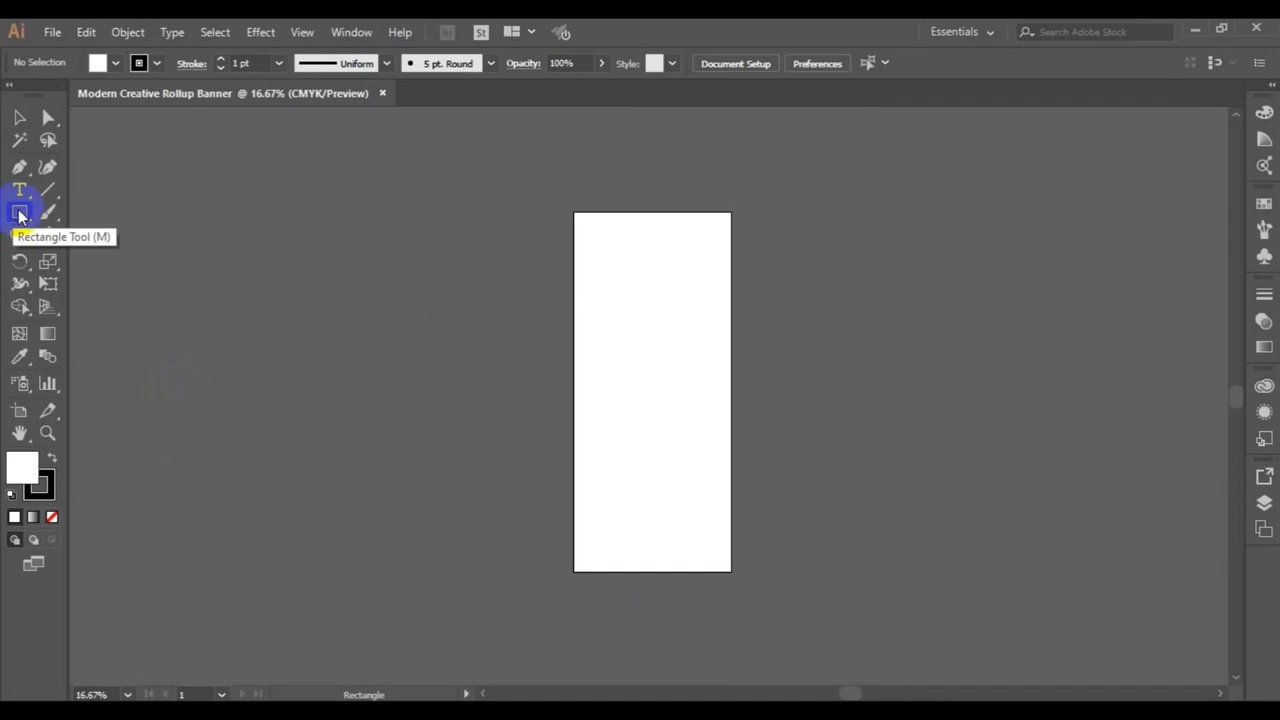 Ai File Edit Object Type Select Effect View Window Help Br St Essentials Search Adobe Stock
No Selection Stroke: 1 pt Uniform 5 pt. Round Opacity: 100% Style: Document Setup Preferences
Modern Creative Rollup Banner @ 16.67% (CMYK/Preview) ×
T
Rectangle Tool (M)
16.67% 1 Rectangle